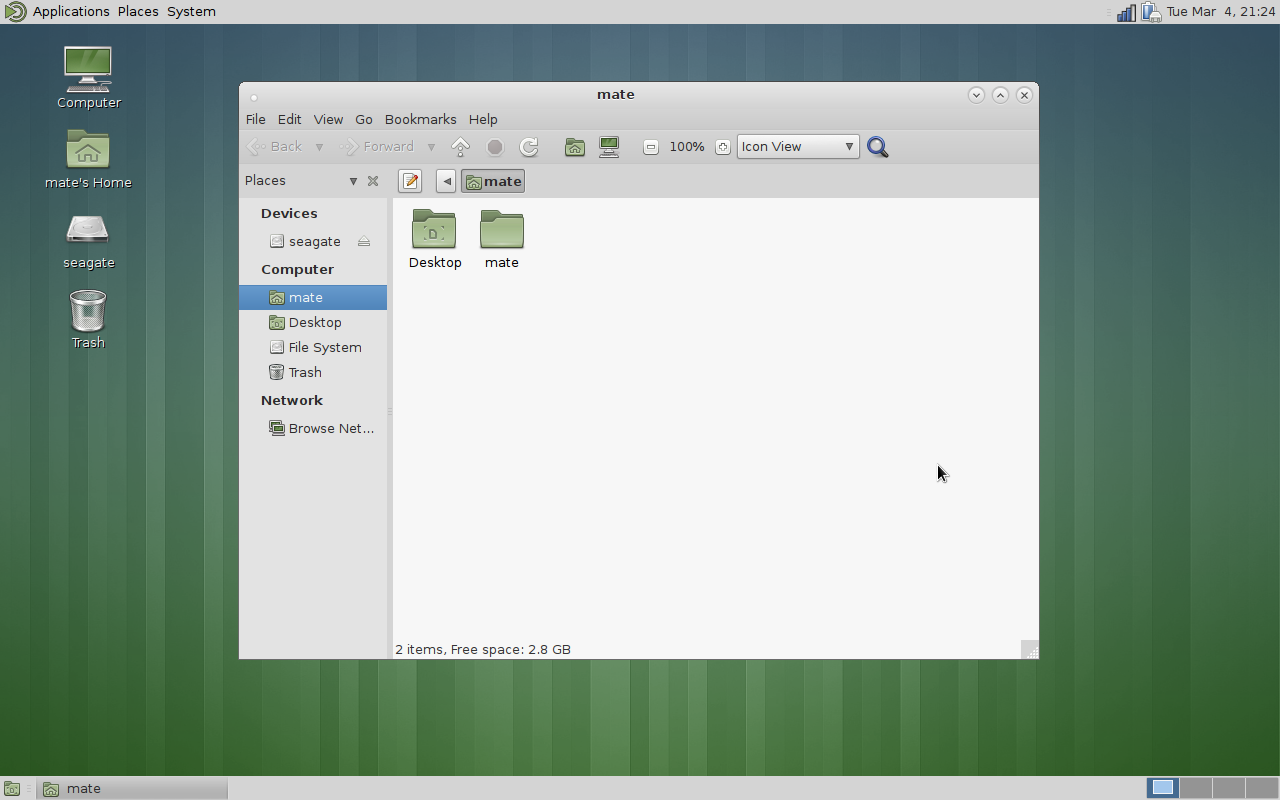 Applications Places System
Tue Mar 4, 21:24
Computer
mate's Home
seagate
Trash
mate
File Edit View Go Bookmarks Help
Back Forward 100% Icon View
Places mate
Devices
seagate
Computer
mate
Desktop
File System
Trash
Network
Browse Net...
Desktop mate
2 items, Free space: 2.8 GB
mate